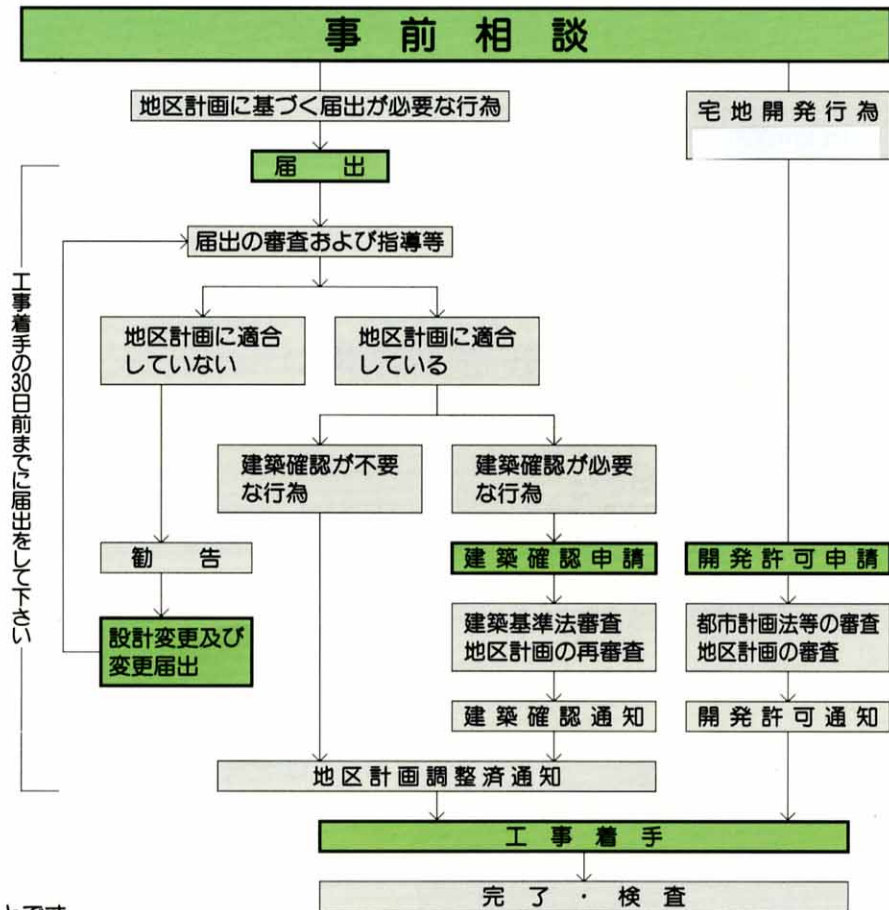 事前相談
地区計画に基づく届出が必要な行為
宅地開発行為
届出
工事着手の30日前までに届出をして下さい
届出の審査および指導等
地区計画に適合
していない
地区計画に適合
している
建築確認が不要
な行為
建築確認が必要
な行為
勧告
建築確認申請
開発許可申請
設計変更及び
変更届出
建築基準法審査
地区計画の再審査
都市計画法等の審査
地区計画の審査
建築確認通知
開発許可通知
地区計画調整済通知
工事着手
完了・検査
とです